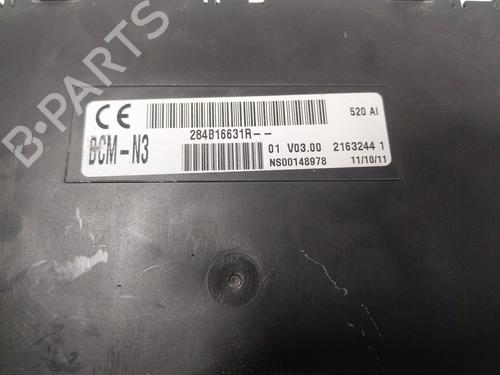 B-PARTS
CE
520 AI
284B16631R--
BCM-N3
01 V03.00 2163244 1
NS00148978 11/10/11